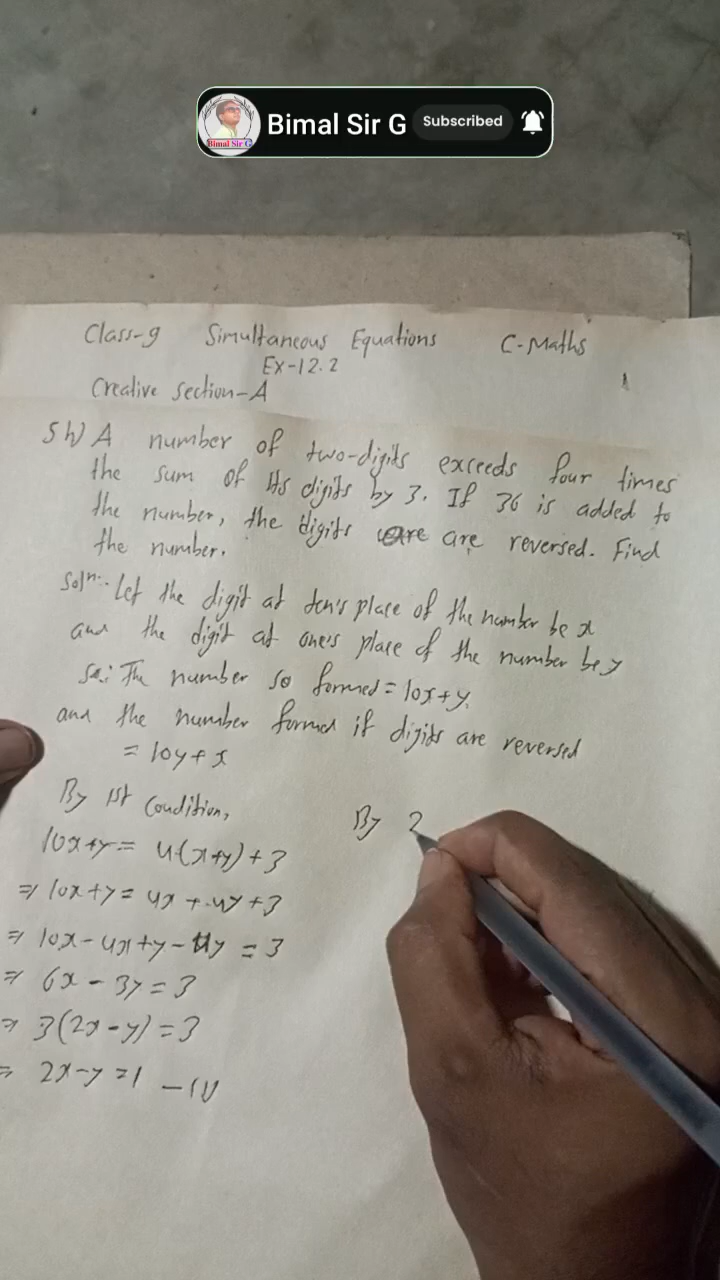 Bimal Sir G Subscribed
Bimal Sir G
Class-9 Simultaneous Equations C-Maths
Ex-12.2
Creative Section-A
5 h) A number of two-digits exceeds four times
the sum of its digits by 3. If 36 is added to
the number, the digits are are reversed. Find
the number.
Soln:- Let the digit at ten's place of the number be x
and the digit at one's place of the number be y
So: The number so formed = 10x+y.
and the number formed if digits are reversed
= 10y+x
By 1st Condition,
10x+y = 4(x+y)+3
⇒ 10x+y = 4x + 4y +3
⇒ 10x-4x+y-4y = 3
⇒ 6x - 3y = 3
⇒ 3(2x-y) = 3
⇒ 2x-y = 1 -(i)
By 2